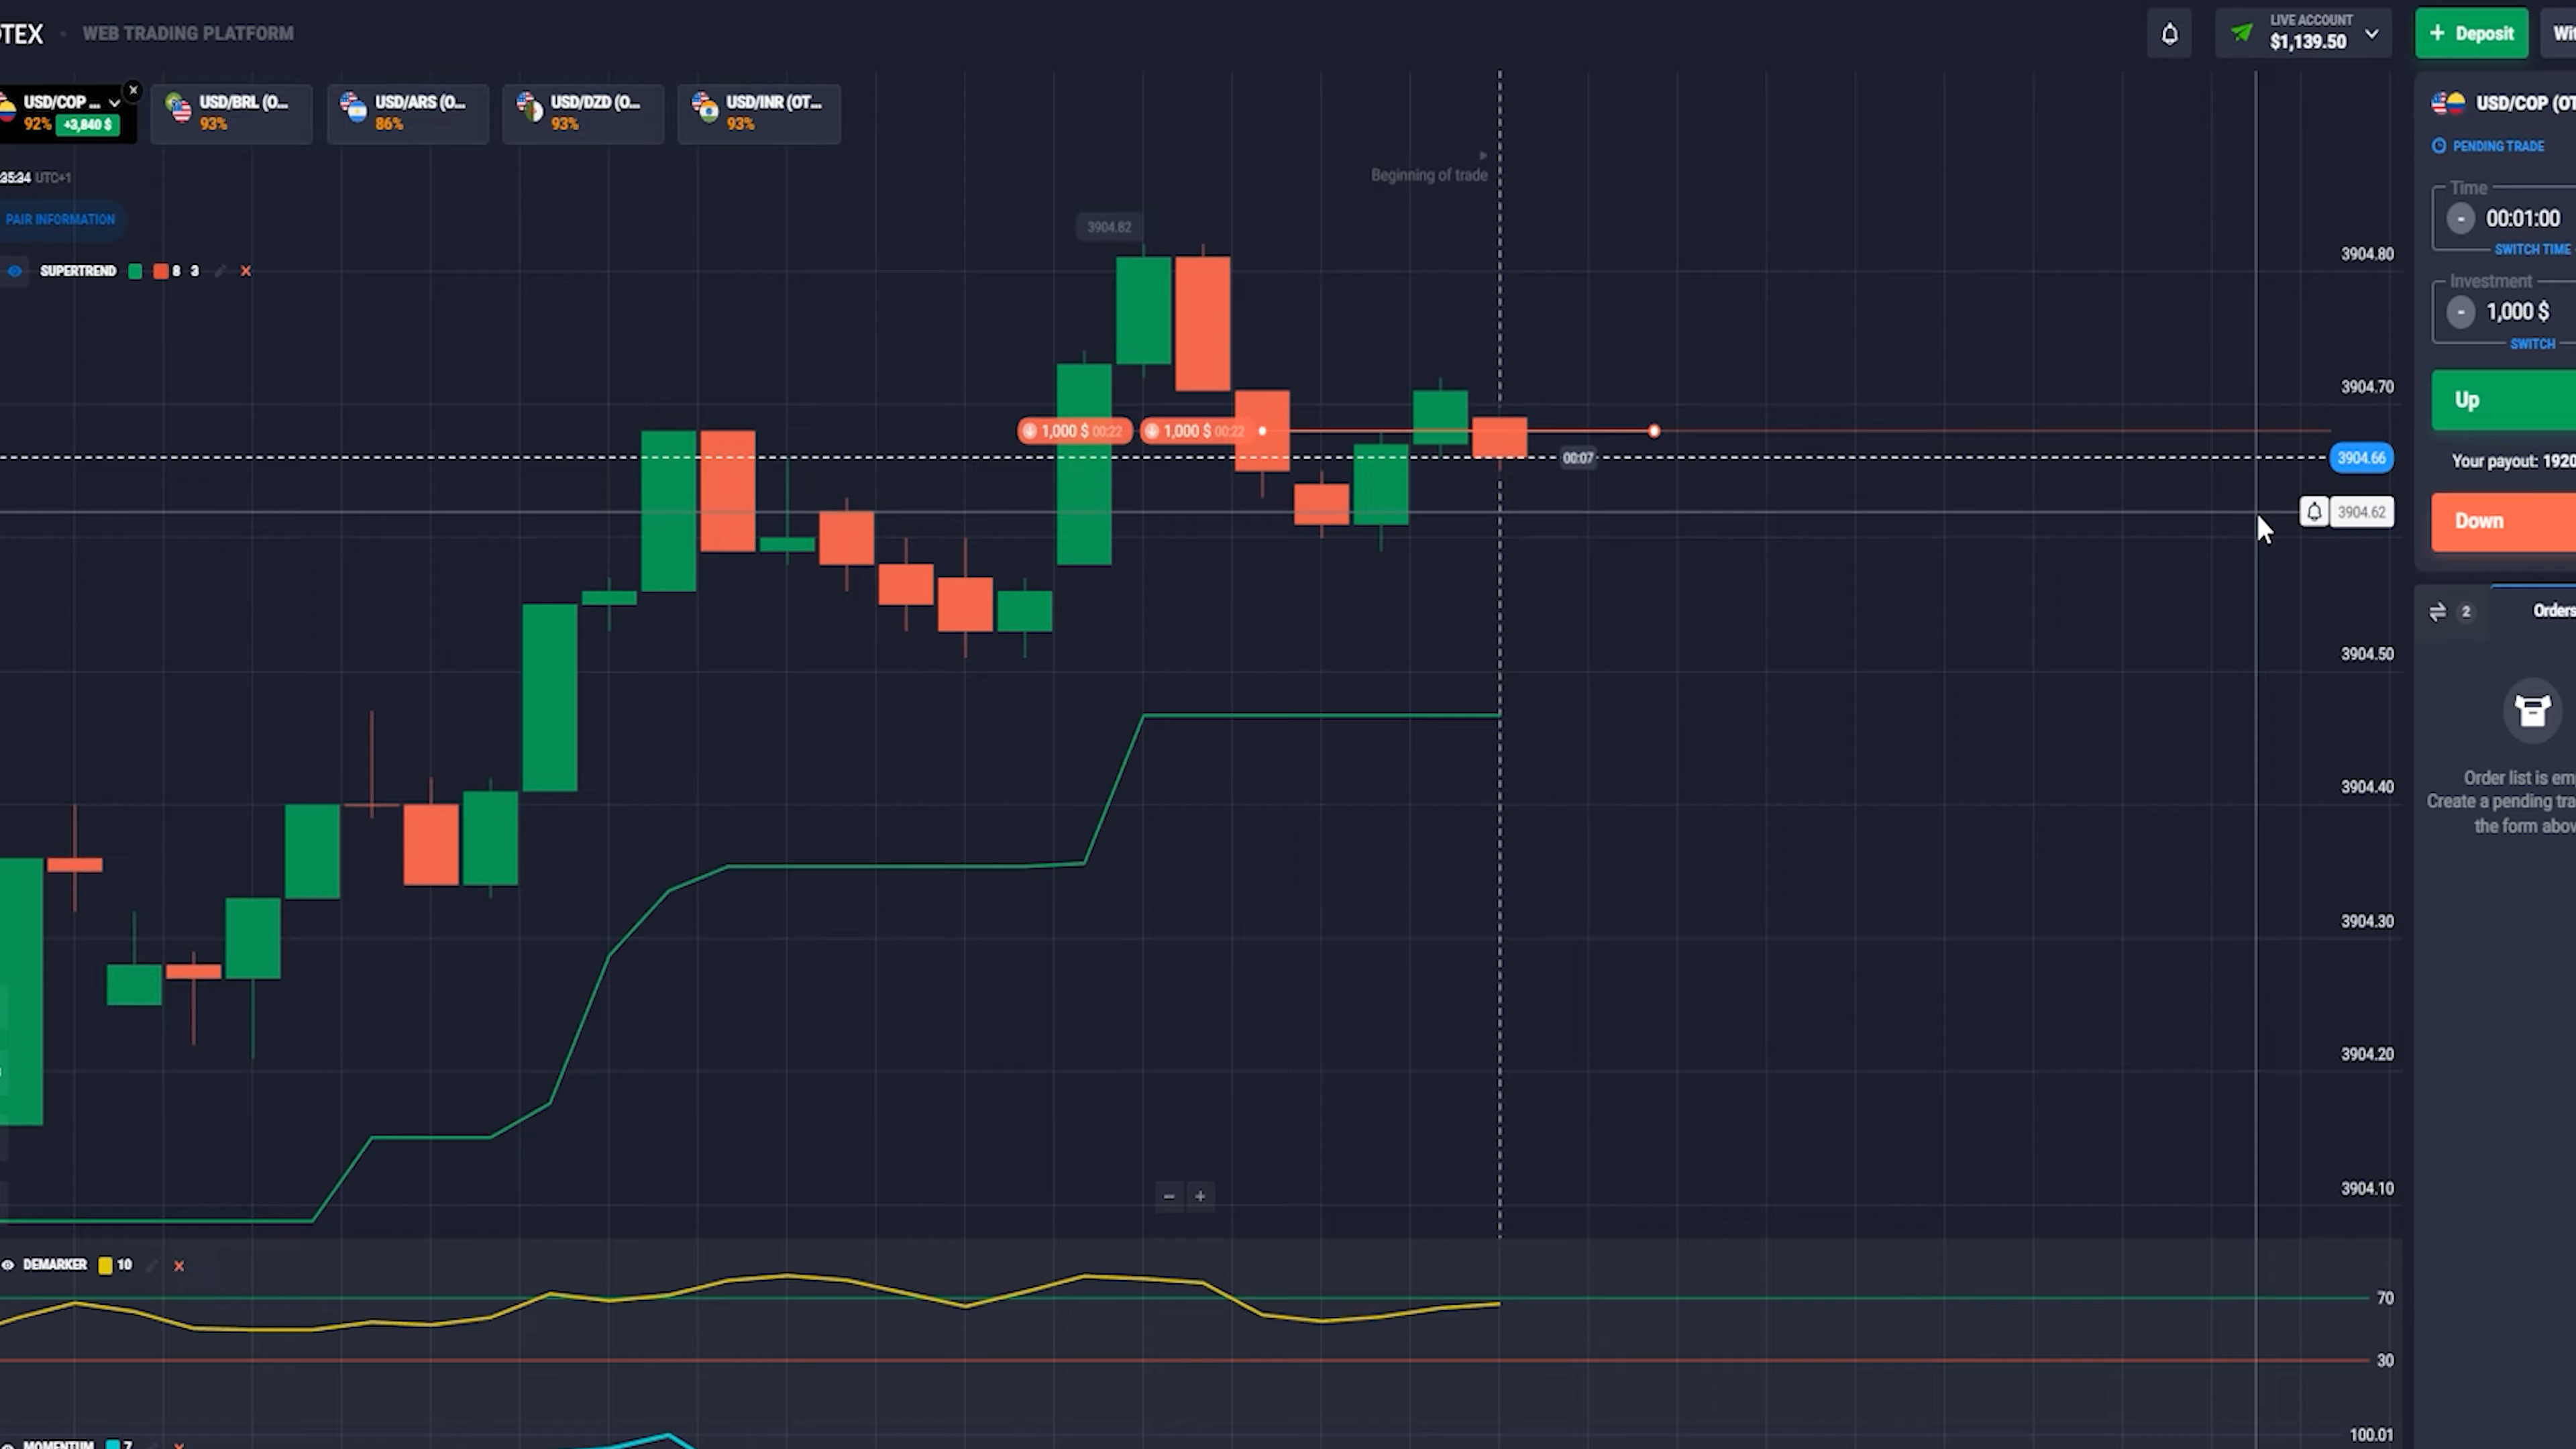 OTEX • WEB TRADING PLATFORM
LIVE ACCOUNT
$1,139.50
+ Deposit
Wit
USD/COP ...
92% +3,840 $
USD/BRL (O...
93%
USD/ARS (O...
86%
USD/DZD (O...
93%
USD/INR (OT...
93%
:35:34 UTC+1
PAIR INFORMATION
SUPERTREND 8 3
Beginning of trade
3904.82
1,000 $ 00:22
1,000 $ 00:22
00:07
3904.80
3904.70
3904.66
3904.62
3904.50
3904.40
3904.30
3904.20
3904.10
USD/COP (OT
PENDING TRADE
Time
- 00:01:00
SWITCH TIME
Investment
- 1,000 $
SWITCH
Up
Your payout: 1920
Down
2
Orders
Order list is em
Create a pending tra
the form abov
- +
DEMARKER 10
70
30
MOMENTUM 7
100.01